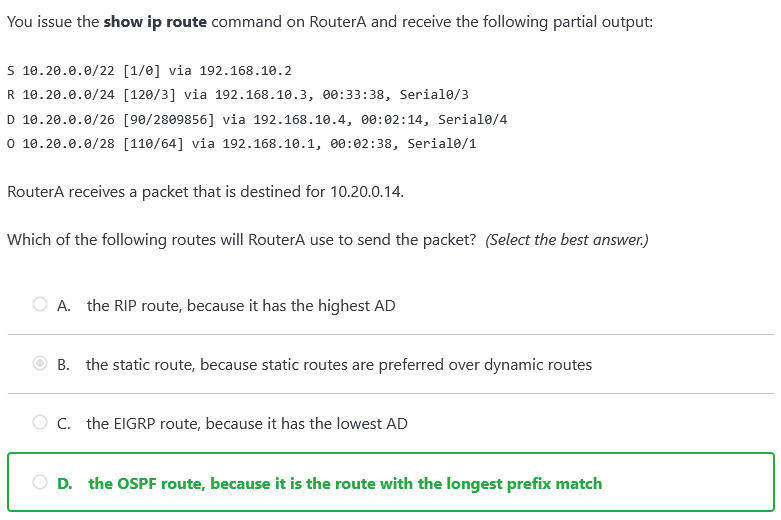 You issue the show ip route command on RouterA and receive the following partial output:
S 10.20.0.0/22 [1/0] via 192.168.10.2
R 10.20.0.0/24 [120/3] via 192.168.10.3, 00:33:38, Serial0/3
D 10.20.0.0/26 [90/2809856] via 192.168.10.4, 00:02:14, Serial0/4
O 10.20.0.0/28 [110/64] via 192.168.10.1, 00:02:38, Serial0/1
RouterA receives a packet that is destined for 10.20.0.14.
Which of the following routes will RouterA use to send the packet? (Select the best answer.)
A. the RIP route, because it has the highest AD
B. the static route, because static routes are preferred over dynamic routes
C. the EIGRP route, because it has the lowest AD
D. the OSPF route, because it is the route with the longest prefix match